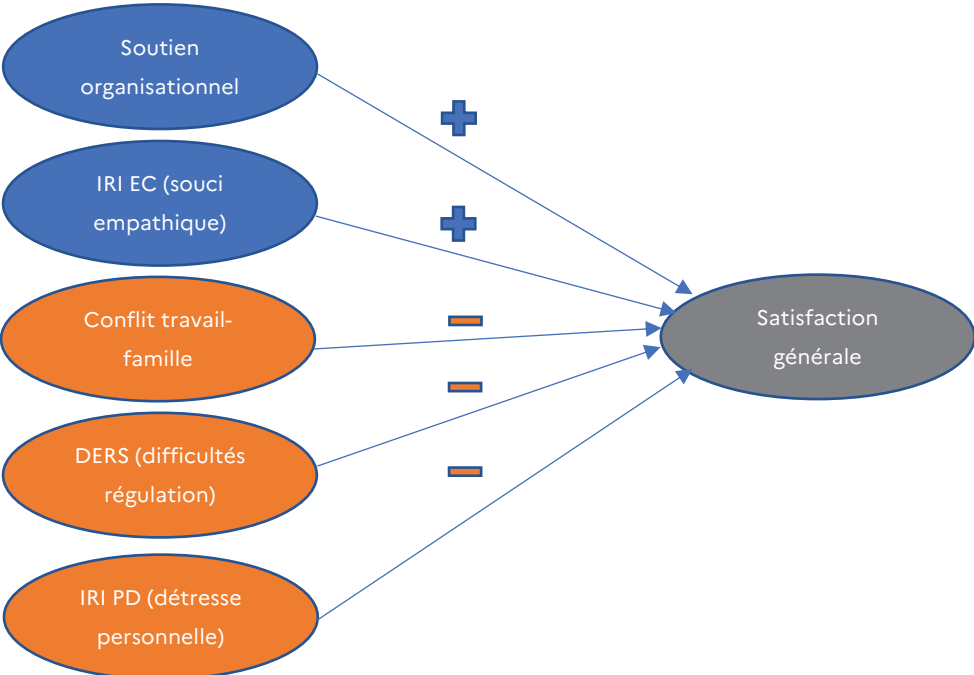 Soutien
organisationnel
IRI EC (souci
empathique)
Conflit travail-
famille
DERS (difficultés
régulation)
IRI PD (détresse
personnelle)
Satisfaction
générale